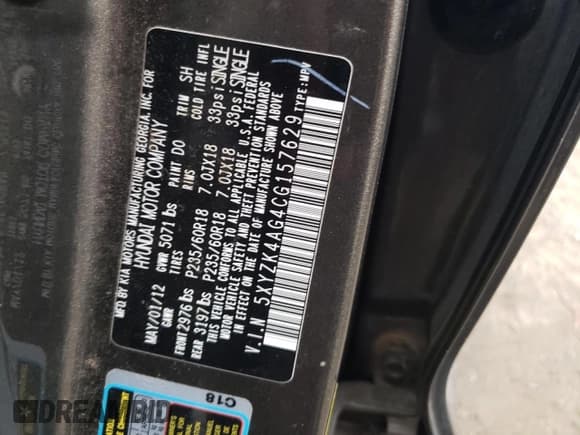 MFD. BY KIA MOTORS MANUFACTURING GEORGIA, INC. FOR
HYUNDAI MOTOR COMPANY
MAY/01/12 PAINT D0 TRIM SH
GAWR GVWR 5071 lbs TIRES RIMS COLD TIRE INFL
FRONT 2976 lbs P235/60R18 7.0JX18 33psi SINGLE
REAR 3197 lbs P235/60R18 7.0JX18 33psi SINGLE
THIS VEHICLE CONFORMS TO ALL APPLICABLE U.S.A. FEDERAL
MOTOR VEHICLE SAFETY AND THEFT PREVENTION STANDARDS
IN EFFECT ON THE DATE OF MANUFACTURE SHOWN ABOVE.
V.I.N 5XYZK4AG4CG157629 TYPE:MPV
C18
DREAMBID